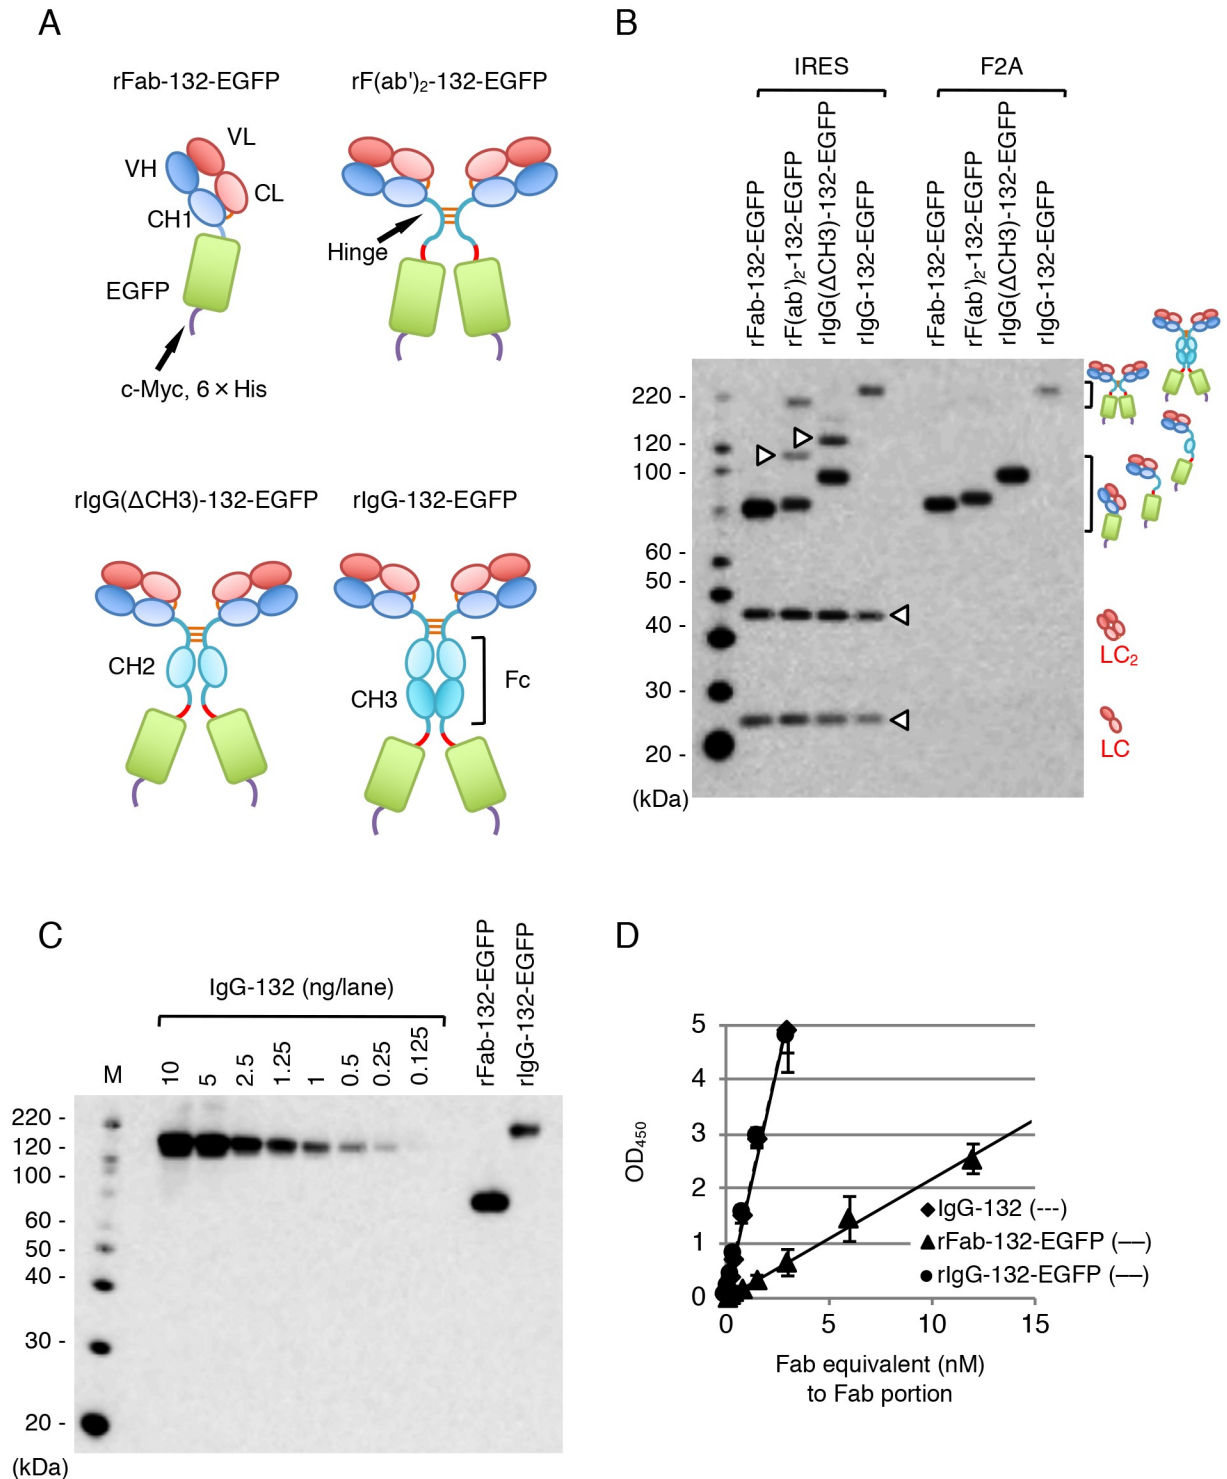 A
rFab-132-EGFP
rF(ab')₂-132-EGFP
VL
VH
CL
CH1
Hinge
EGFP
c-Myc, 6×His
rIgG(ΔCH3)-132-EGFP
rIgG-132-EGFP
CH2
CH3
Fc
B
IRES
F2A
rFab-132-EGFP
rF(ab')₂-132-EGFP
rIgG(ΔCH3)-132-EGFP
rIgG-132-EGFP
rFab-132-EGFP
rF(ab')₂-132-EGFP
rIgG(ΔCH3)-132-EGFP
rIgG-132-EGFP
220 -
120 -
100 -
60 -
50 -
40 -
30 -
20 -
(kDa)
LC₂
LC
C
IgG-132 (ng/lane)
M
10
5
2.5
1.25
1
0.5
0.25
0.125
rFab-132-EGFP
rIgG-132-EGFP
220 -
120 -
100 -
60 -
50 -
40 -
30 -
20 -
(kDa)
D
5
4
3
2
1
0
OD₄₅₀
IgG-132 (---)
rFab-132-EGFP (—)
rIgG-132-EGFP (—)
0
5
10
15
Fab equivalent (nM)
to Fab portion